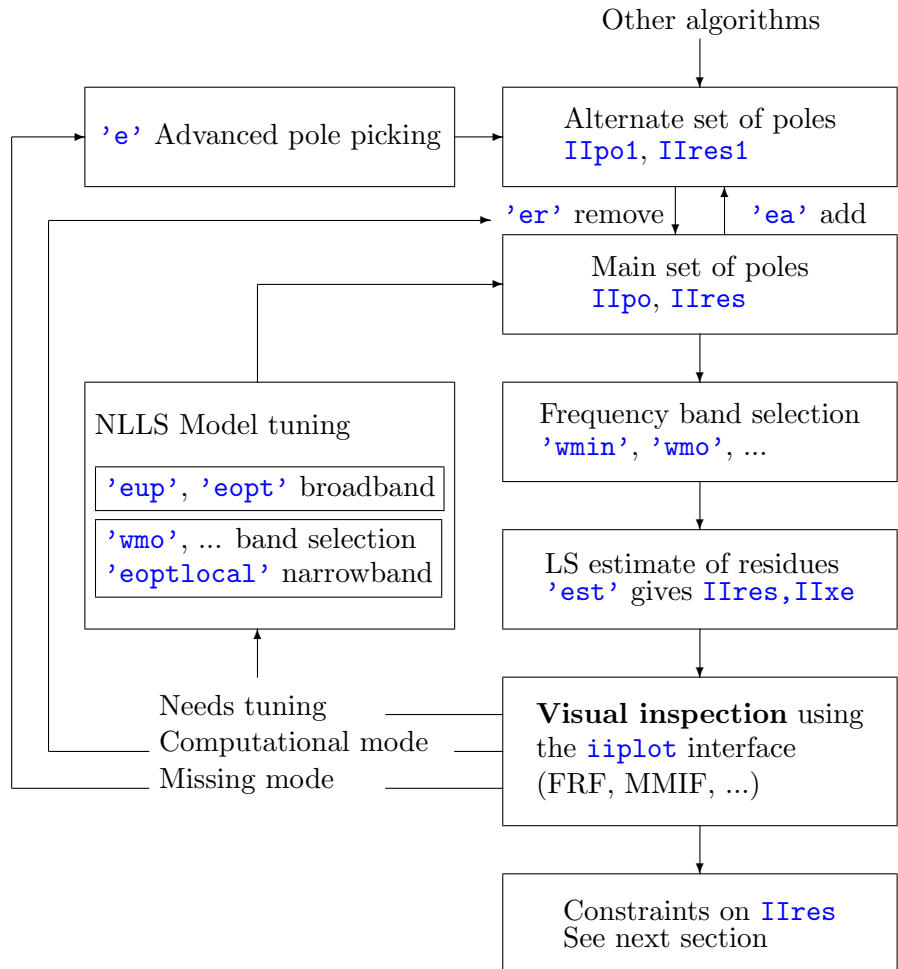 Other algorithms
'e' Advanced pole picking
Alternate set of poles
IIpo1, IIres1
'er' remove
'ea' add
Main set of poles
IIpo, IIres
NLLS Model tuning
'eup', 'eopt' broadband
'wmo', ... band selection
'eoptlocal' narrowband
Frequency band selection
'wmin', 'wmo', ...
LS estimate of residues
'est' gives IIres,IIxe
Needs tuning
Computational mode
Missing mode
Visual inspection using
the iiplot interface
(FRF, MMIF, ...)
Constraints on IIres
See next section